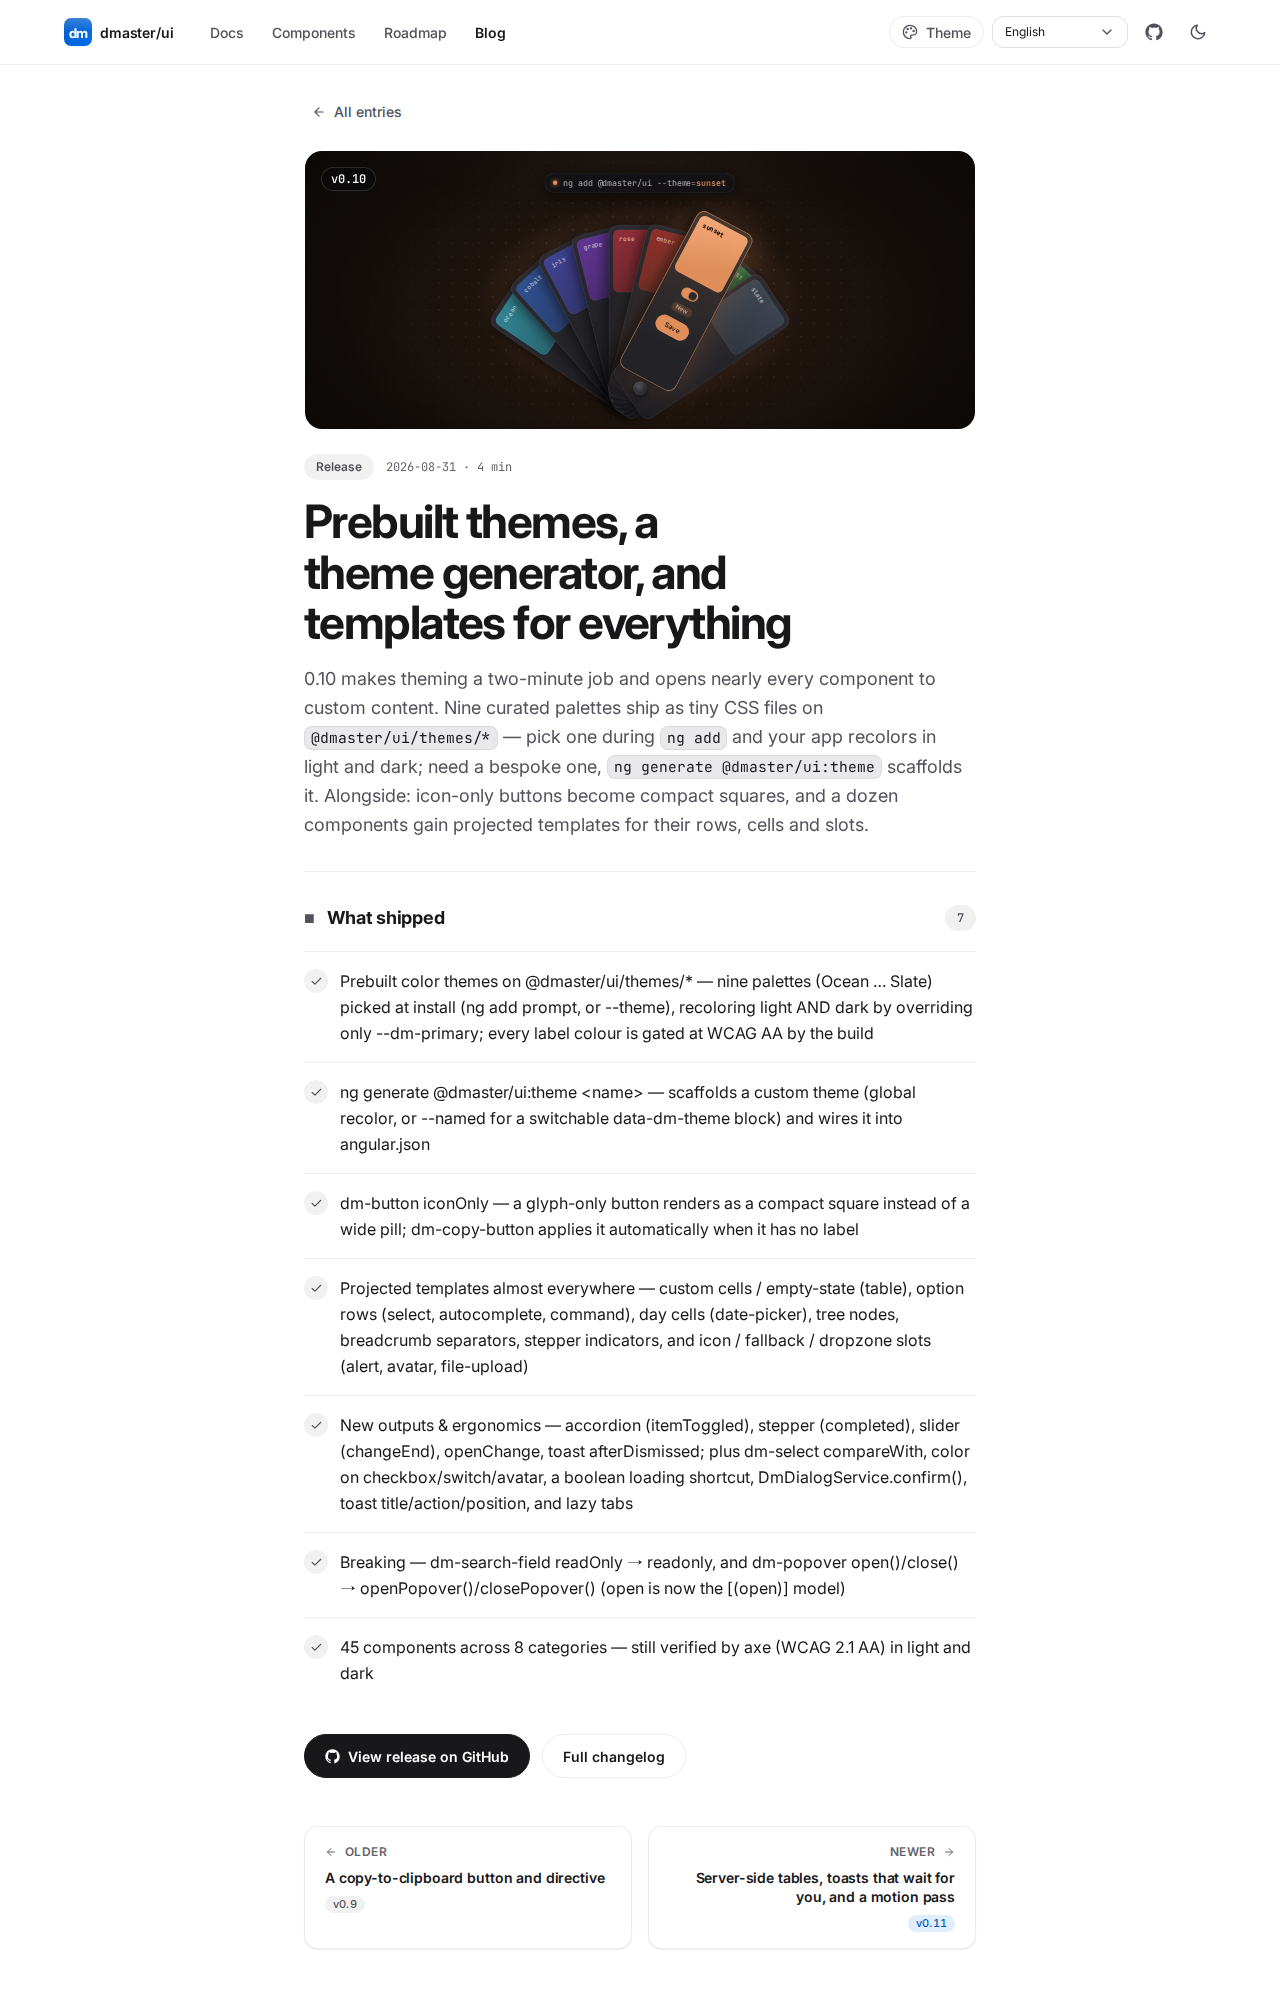 dm dmaster/ui Docs Components Roadmap Blog Theme English
All entries
v0.10
ng add @dmaster/ui --theme=sunset
ocean
cobalt
iris
grape
rose
ember
sunset
slate
New
Save
Release 2026-08-31 · 4 min
Prebuilt themes, a
theme generator, and
templates for everything
0.10 makes theming a two-minute job and opens nearly every component to
custom content. Nine curated palettes ship as tiny CSS files on
@dmaster/ui/themes/* — pick one during ng add and your app recolors in
light and dark; need a bespoke one, ng generate @dmaster/ui:theme scaffolds
it. Alongside: icon-only buttons become compact squares, and a dozen
components gain projected templates for their rows, cells and slots.
What shipped 7
Prebuilt color themes on @dmaster/ui/themes/* — nine palettes (Ocean … Slate)
picked at install (ng add prompt, or --theme), recoloring light AND dark by overriding
only --dm-primary; every label colour is gated at WCAG AA by the build
ng generate @dmaster/ui:theme <name> — scaffolds a custom theme (global
recolor, or --named for a switchable data-dm-theme block) and wires it into
angular.json
dm-button iconOnly — a glyph-only button renders as a compact square instead of a
wide pill; dm-copy-button applies it automatically when it has no label
Projected templates almost everywhere — custom cells / empty-state (table), option
rows (select, autocomplete, command), day cells (date-picker), tree nodes,
breadcrumb separators, stepper indicators, and icon / fallback / dropzone slots
(alert, avatar, file-upload)
New outputs & ergonomics — accordion (itemToggled), stepper (completed), slider
(changeEnd), openChange, toast afterDismissed; plus dm-select compareWith, color
on checkbox/switch/avatar, a boolean loading shortcut, DmDialogService.confirm(),
toast title/action/position, and lazy tabs
Breaking — dm-search-field readOnly → readonly, and dm-popover open()/close()
→ openPopover()/closePopover() (open is now the [(open)] model)
45 components across 8 categories — still verified by axe (WCAG 2.1 AA) in light and
dark
View release on GitHub Full changelog
OLDER
A copy-to-clipboard button and directive
v0.9
NEWER
Server-side tables, toasts that wait for
you, and a motion pass
v0.11